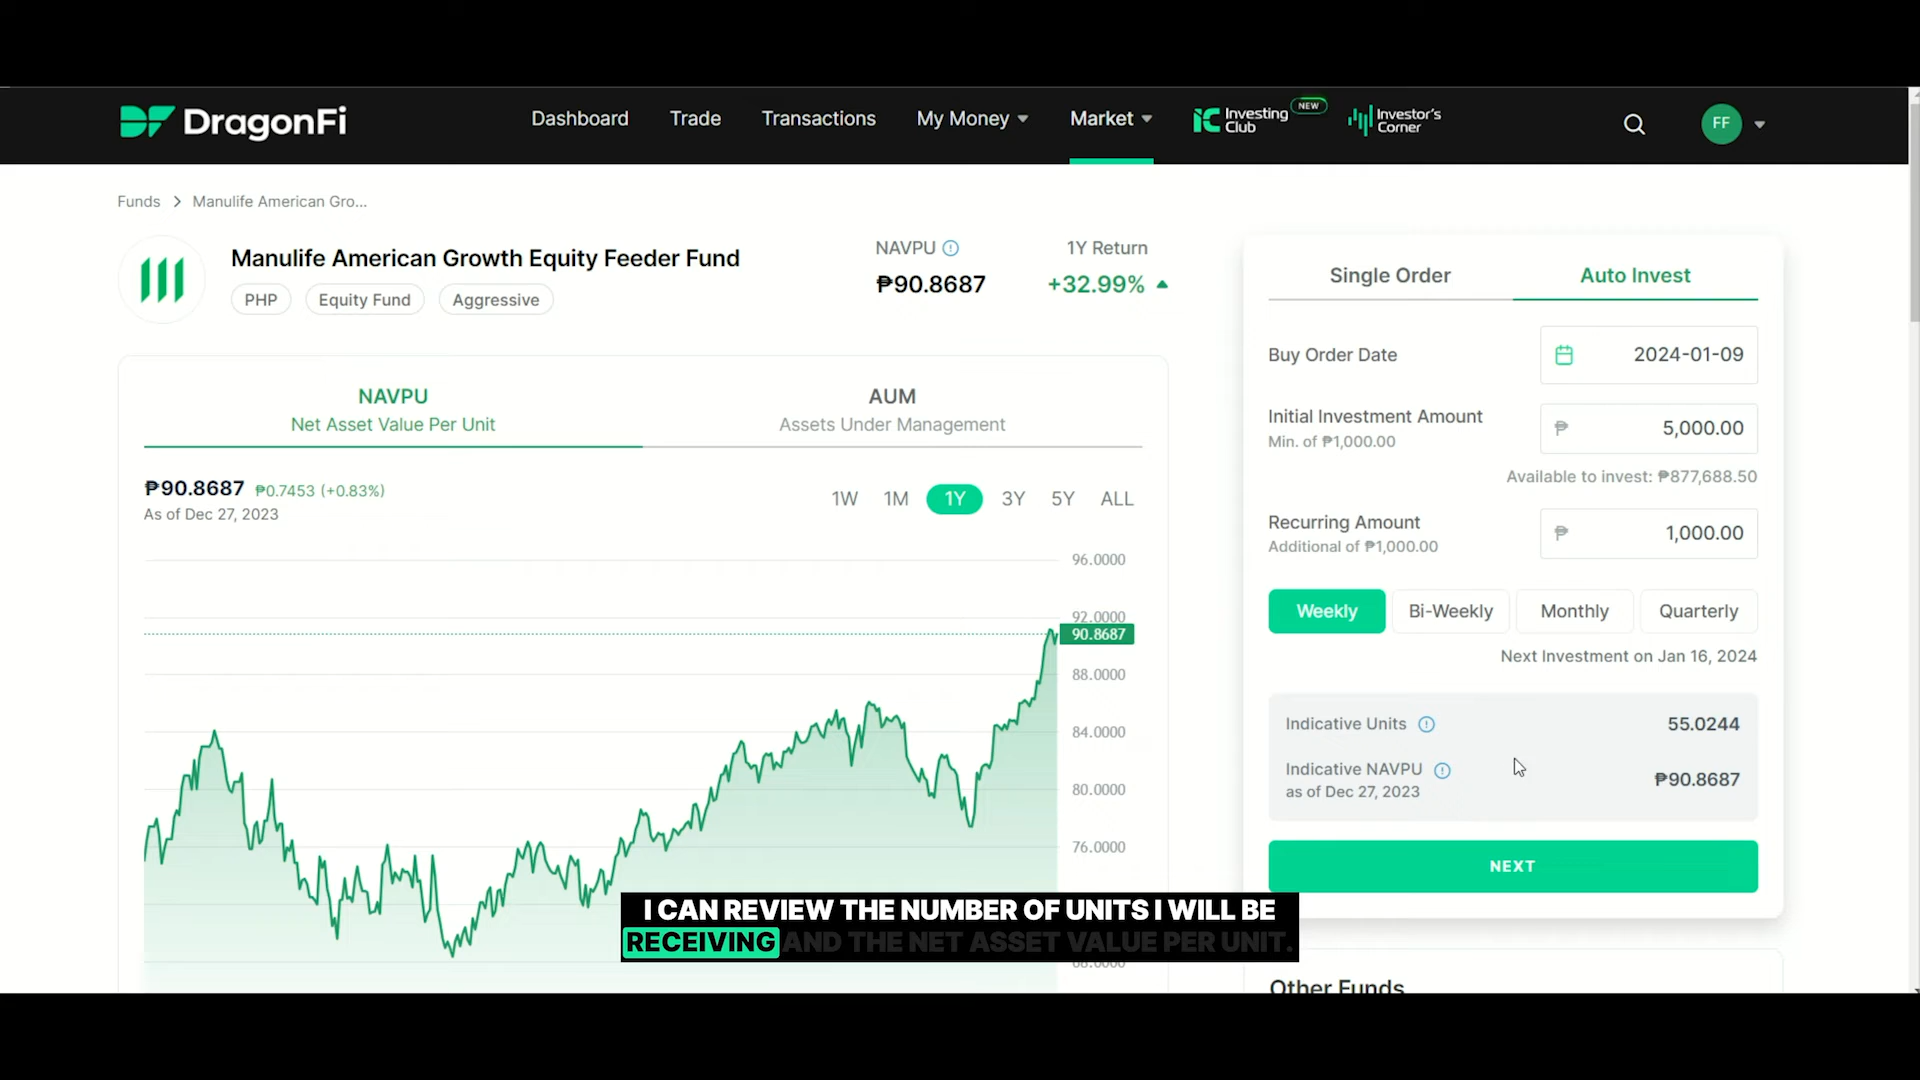 DragonFi
Dashboard
Trade
Transactions
My Money
Market
Investing
Club
NEW
Investor's
Corner
FF
Funds > Manulife American Gro...
Manulife American Growth Equity Feeder Fund
PHP
Equity Fund
Aggressive
NAVPU
₱90.8687
1Y Return
+32.99%
NAVPU
Net Asset Value Per Unit
AUM
Assets Under Management
₱90.8687 ₱0.7453 (+0.83%)
As of Dec 27, 2023
1W 1M 1Y 3Y 5Y ALL
96.0000
92.0000
90.8687
88.0000
84.0000
80.0000
76.0000
68.0000
Single Order
Auto Invest
Buy Order Date
2024-01-09
Initial Investment Amount
Min. of ₱1,000.00
₱ 5,000.00
Available to invest: ₱877,688.50
Recurring Amount
Additional of ₱1,000.00
₱ 1,000.00
Weekly
Bi-Weekly
Monthly
Quarterly
Next Investment on Jan 16, 2024
Indicative Units
55.0244
Indicative NAVPU
as of Dec 27, 2023
₱90.8687
NEXT
Other Funds
I CAN REVIEW THE NUMBER OF UNITS I WILL BE
RECEIVING AND THE NET ASSET VALUE PER UNIT.